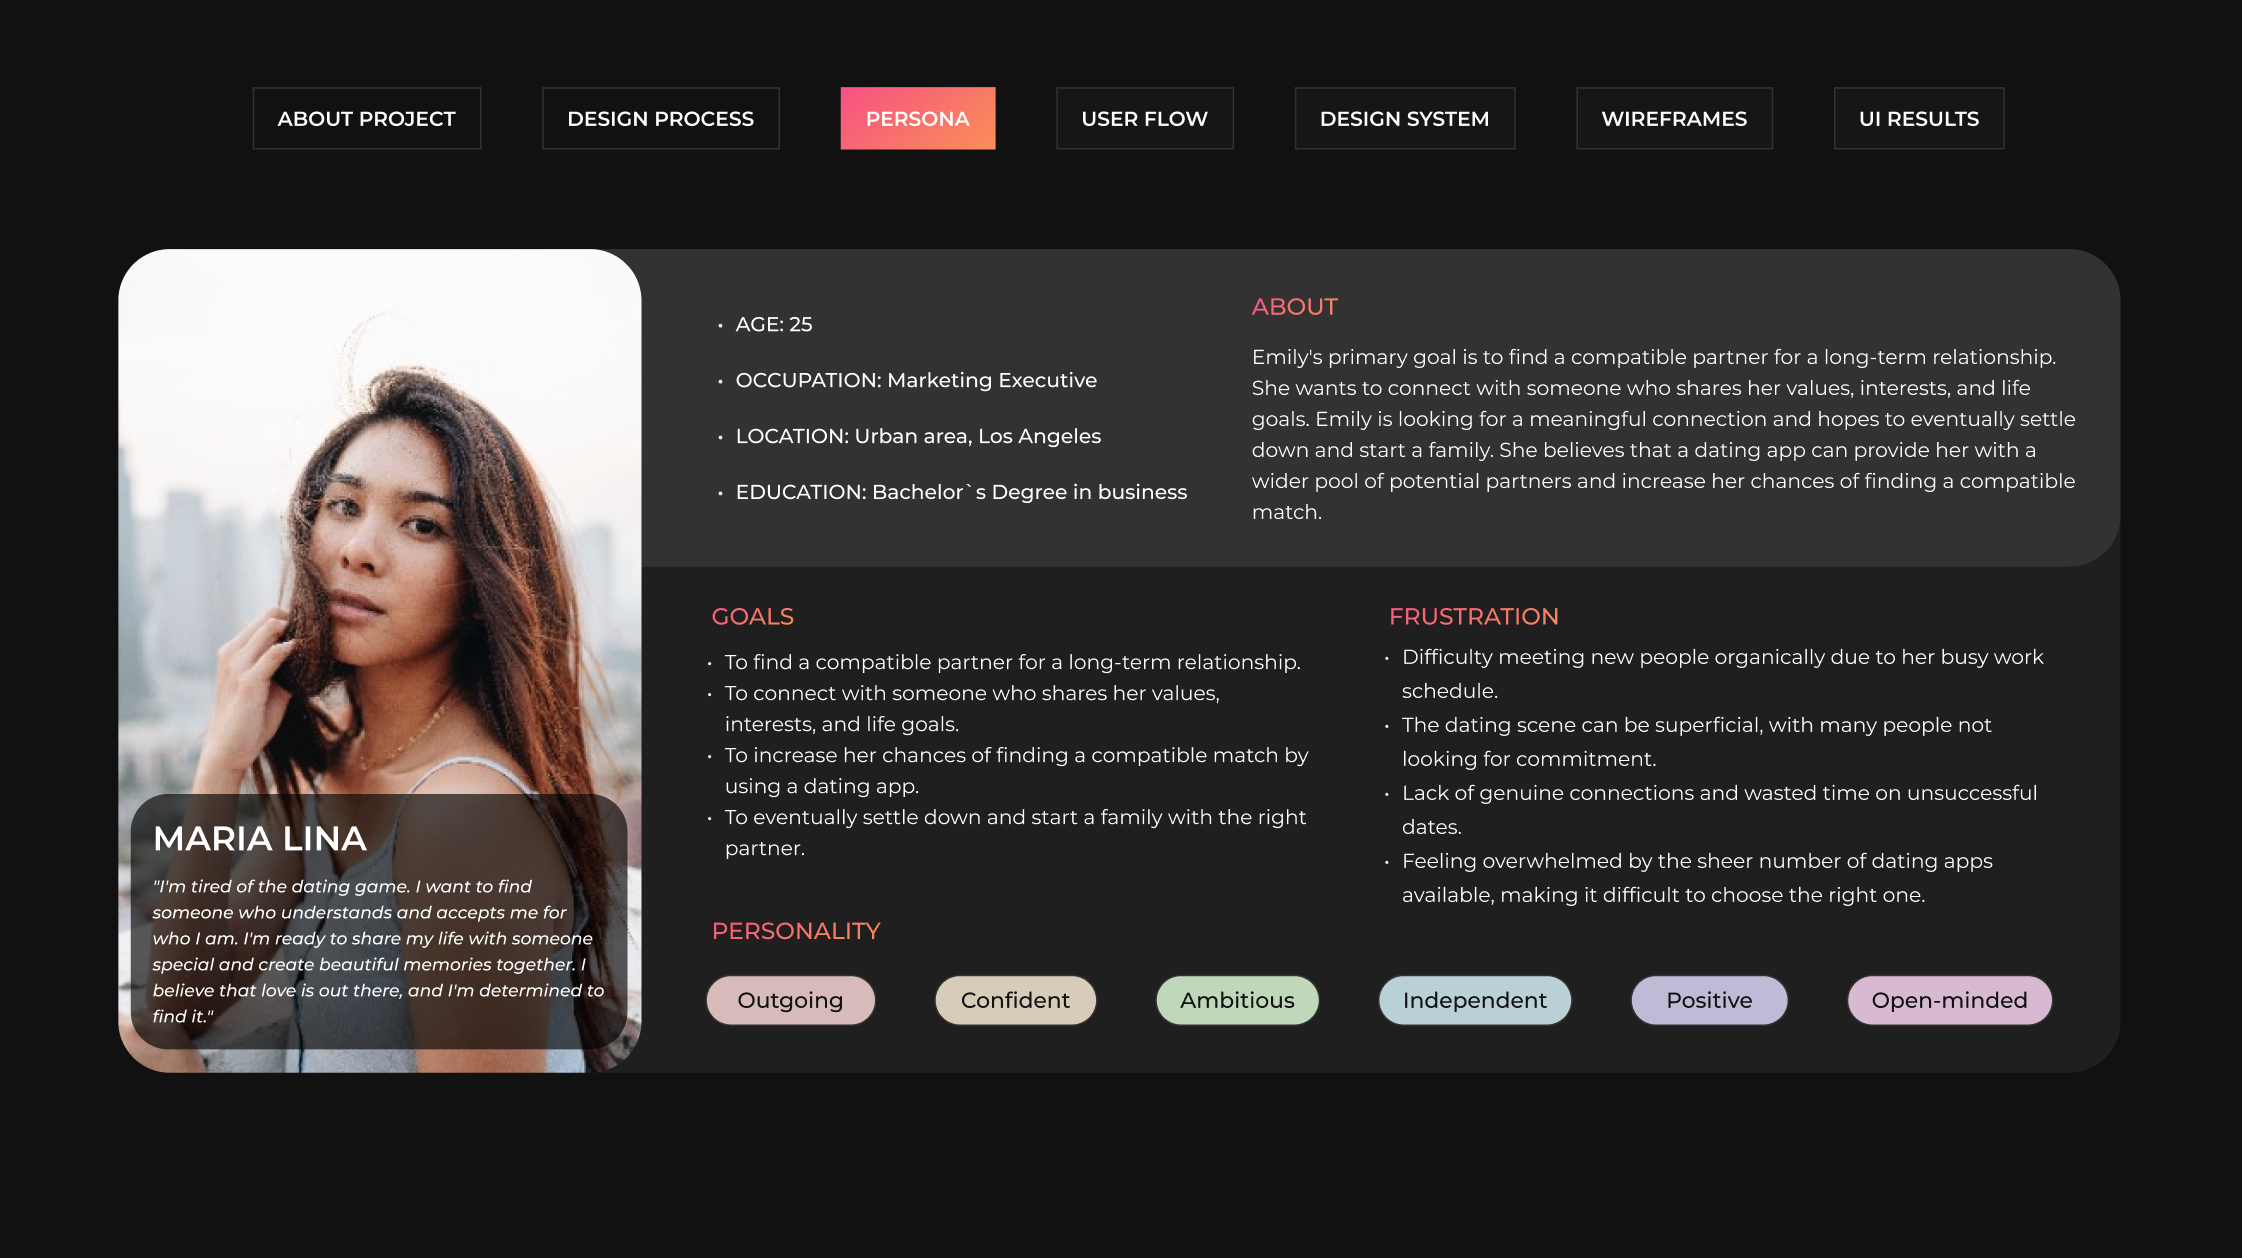 ABOUT PROJECT
DESIGN PROCESS
PERSONA
USER FLOW
DESIGN SYSTEM
WIREFRAMES
UI RESULTS
MARIA LINA
"I'm tired of the dating game. I want to find
someone who understands and accepts me for
who I am. I'm ready to share my life with someone
special and create beautiful memories together. I
believe that love is out there, and I'm determined to
find it."
• AGE: 25
• OCCUPATION: Marketing Executive
• LOCATION: Urban area, Los Angeles
• EDUCATION: Bachelor`s Degree in business
ABOUT
Emily's primary goal is to find a compatible partner for a long-term relationship.
She wants to connect with someone who shares her values, interests, and life
goals. Emily is looking for a meaningful connection and hopes to eventually settle
down and start a family. She believes that a dating app can provide her with a
wider pool of potential partners and increase her chances of finding a compatible
match.
GOALS
• To find a compatible partner for a long-term relationship.
• To connect with someone who shares her values,
interests, and life goals.
• To increase her chances of finding a compatible match by
using a dating app.
• To eventually settle down and start a family with the right
partner.
FRUSTRATION
• Difficulty meeting new people organically due to her busy work
schedule.
• The dating scene can be superficial, with many people not
looking for commitment.
• Lack of genuine connections and wasted time on unsuccessful
dates.
• Feeling overwhelmed by the sheer number of dating apps
available, making it difficult to choose the right one.
PERSONALITY
Outgoing
Confident
Ambitious
Independent
Positive
Open-minded